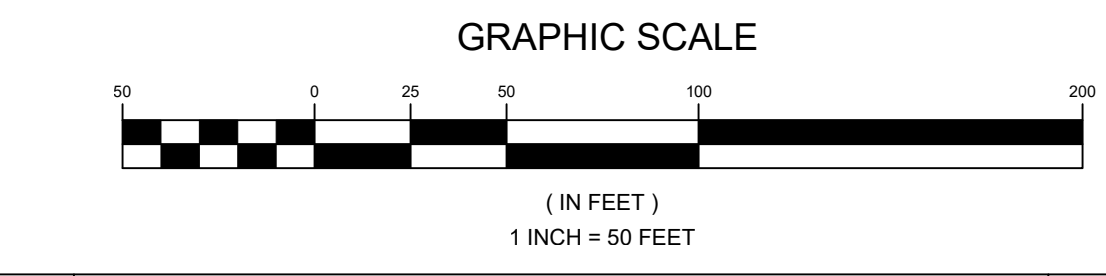 GRAPHIC SCALE
50 0 25 50 100 200
( IN FEET )
1 INCH = 50 FEET